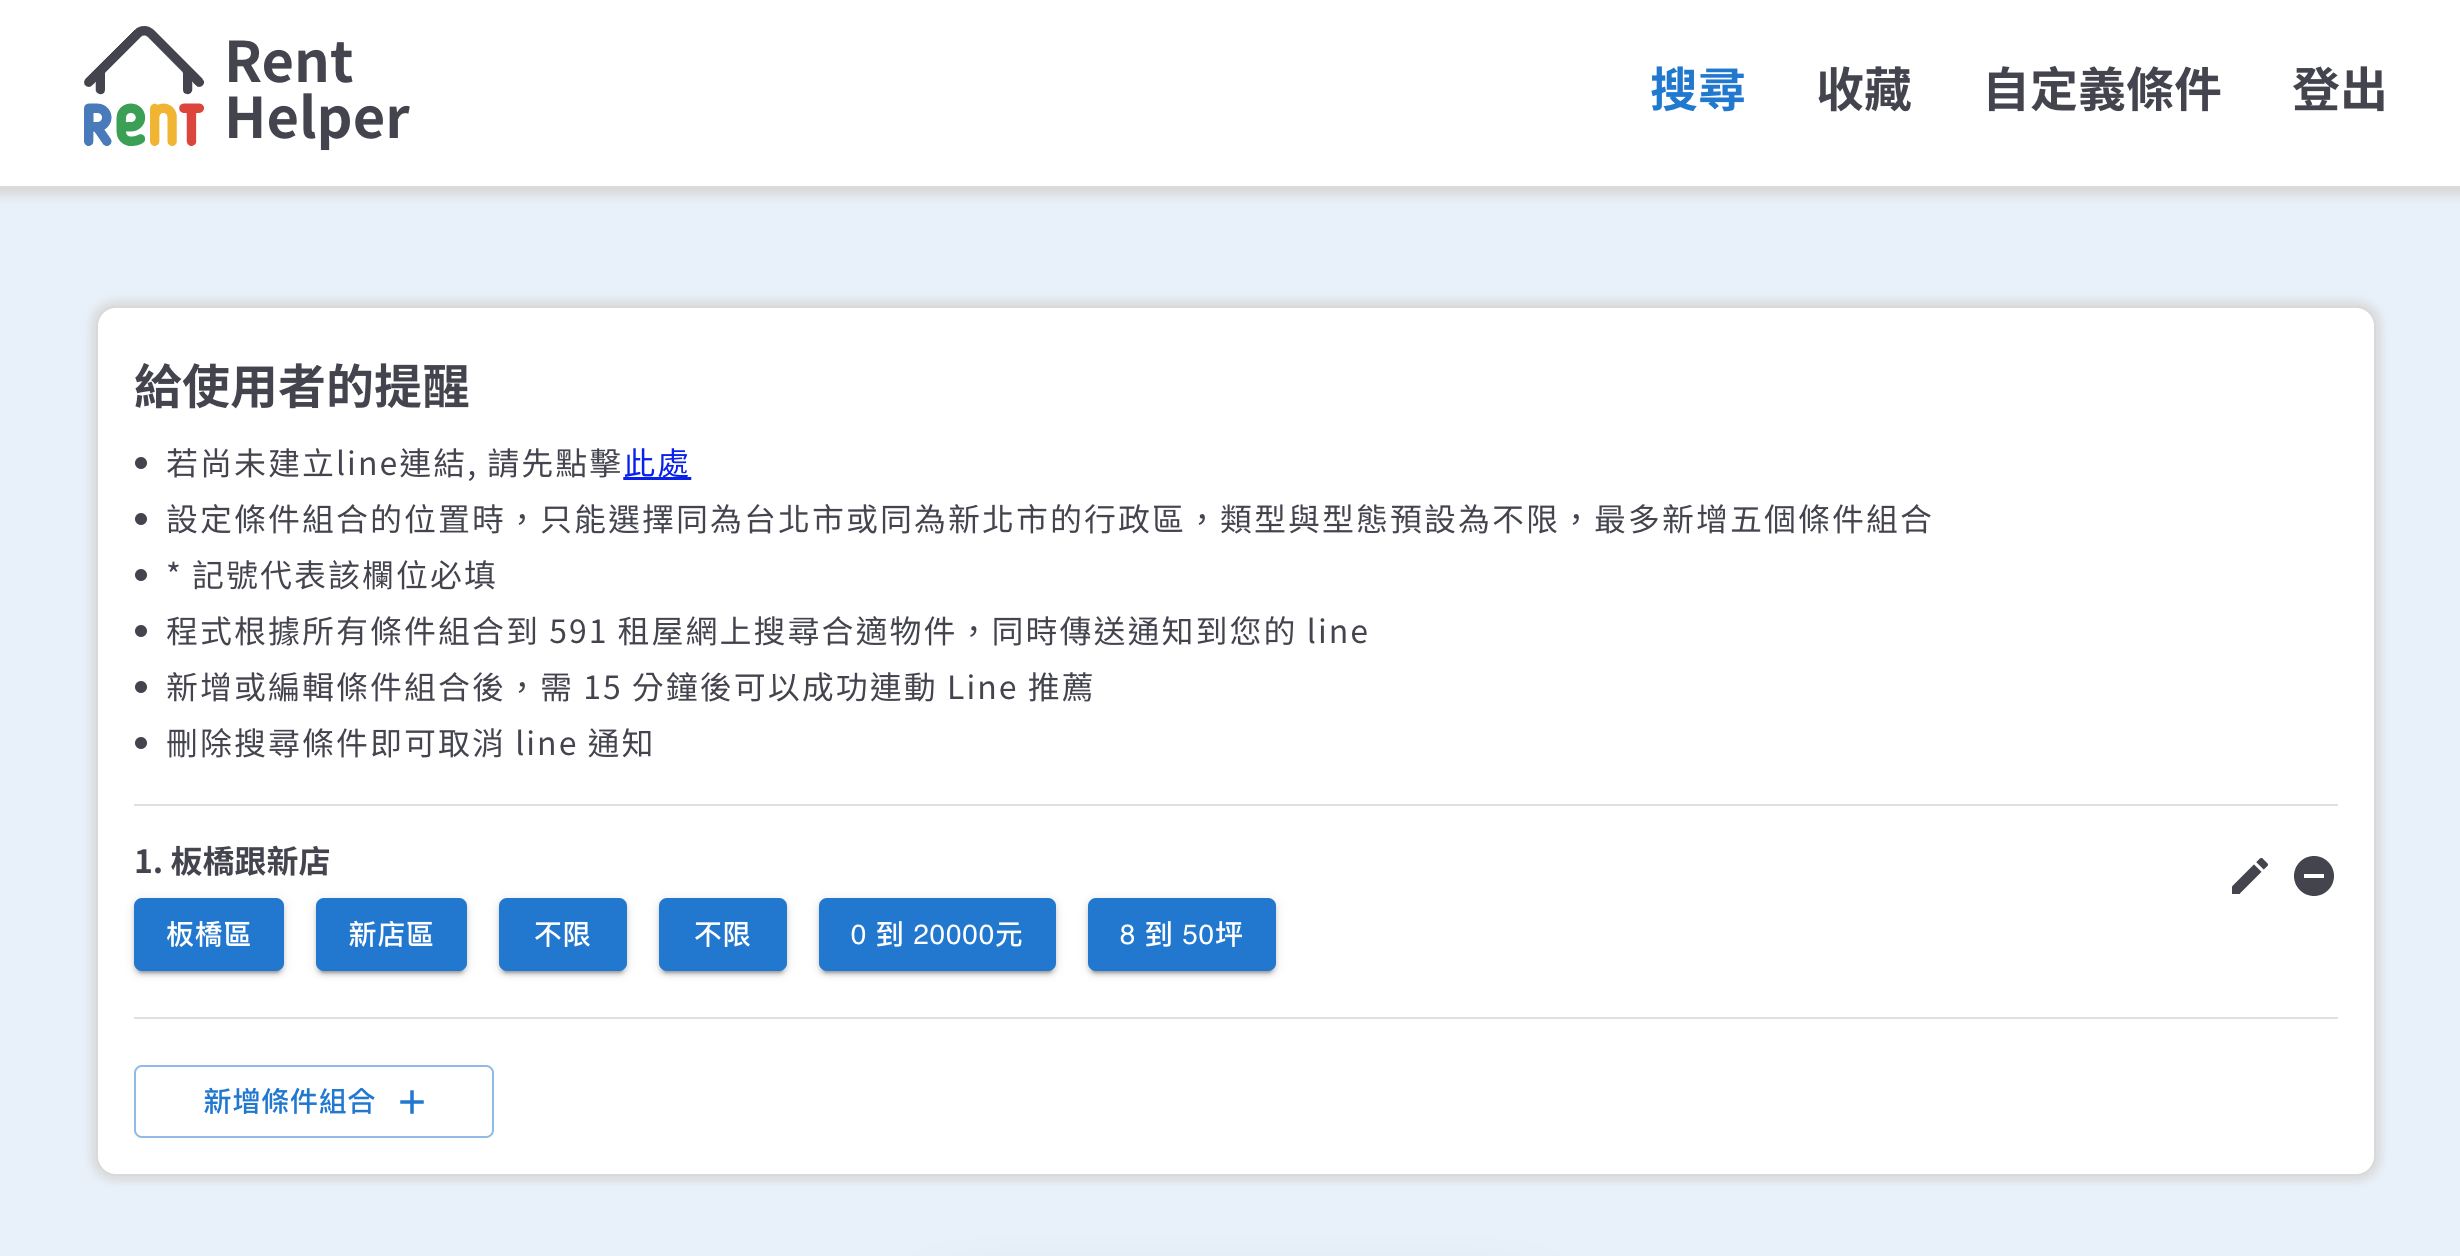 RenT
Rent
Helper
搜尋
收藏
自定義條件
登出
給使用者的提醒
若尚未建立line連結, 請先點擊此處
設定條件組合的位置時，只能選擇同為台北市或同為新北市的行政區，類型與型態預設為不限，最多新增五個條件組合
* 記號代表該欄位必填
程式根據所有條件組合到 591 租屋網上搜尋合適物件，同時傳送通知到您的 line
新增或編輯條件組合後，需 15 分鐘後可以成功連動 Line 推薦
刪除搜尋條件即可取消 line 通知
1. 板橋跟新店
板橋區
新店區
不限
不限
0 到 20000元
8 到 50坪
新增條件組合 +